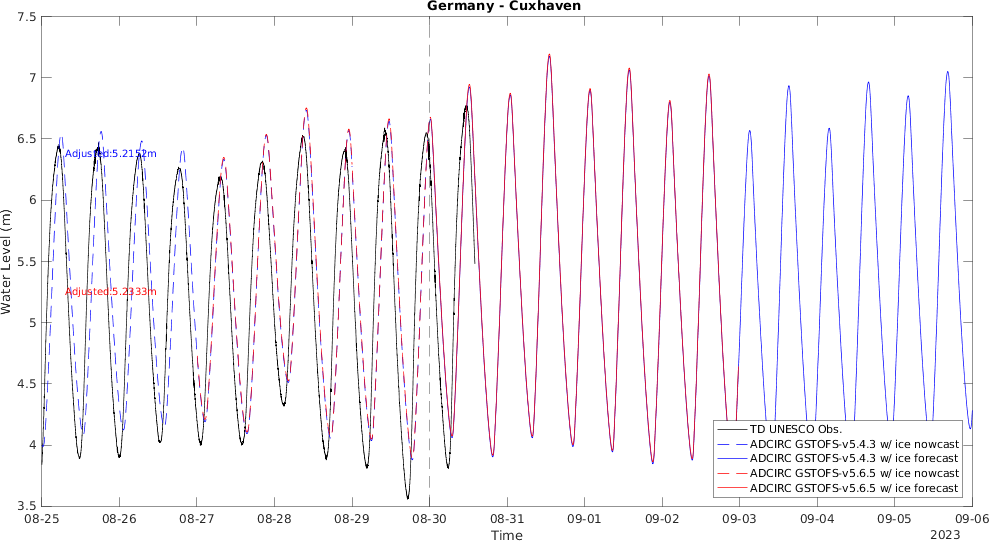 Germany - Cuxhaven
7.5
7
6.5
6
5.5
5
4.5
4
3.5
Water Level (m)
Adjusted:5.2152m
Adjusted:5.2333m
TD UNESCO Obs.
ADCIRC GSTOFS-v5.4.3 w/ ice nowcast
ADCIRC GSTOFS-v5.4.3 w/ ice forecast
ADCIRC GSTOFS-v5.6.5 w/ ice nowcast
ADCIRC GSTOFS-v5.6.5 w/ ice forecast
08-25 08-26 08-27 08-28 08-29 08-30 08-31 09-01 09-02 09-03 09-04 09-05 09-06
Time
2023